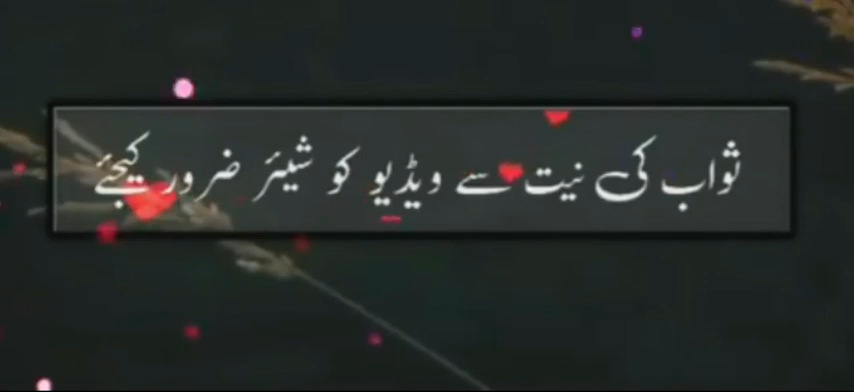 ثواب کی نیت سے ویڈیو کو شیئر ضرور کیجئے